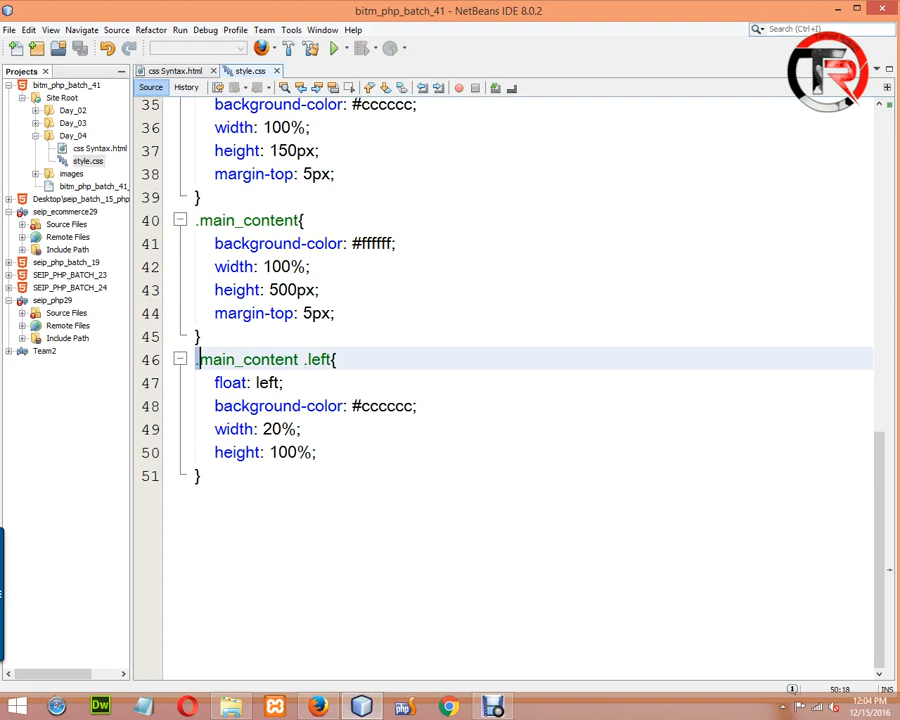 bitm_php_batch_41 - NetBeans IDE 8.0.2
File Edit View Navigate Source Refactor Run Debug Profile Team Tools Window Help
Search (Ctrl+I)
Projects
css Syntax.html
style.css
Source History
bitm_php_batch_41
Site Root
Day_02
Day_03
Day_04
css Syntax.html
style.css
images
bitm_php_batch_41_
Desktop\seip_batch_15_php
seip_ecommerce29
Source Files
Remote Files
Include Path
seip_php_batch_19
SEIP_PHP_BATCH_23
SEIP_PHP_BATCH_24
seip_php29
Source Files
Remote Files
Include Path
Team2
35 background-color: #cccccc;
36 width: 100%;
37 height: 150px;
38 margin-top: 5px;
39 }
40 .main_content{
41 background-color: #ffffff;
42 width: 100%;
43 height: 500px;
44 margin-top: 5px;
45 }
46 .main_content .left{
47 float: left;
48 background-color: #cccccc;
49 width: 20%;
50 height: 100%;
51 }
1 50:18 INS
Dw
php
12:04 PM
12/15/2016